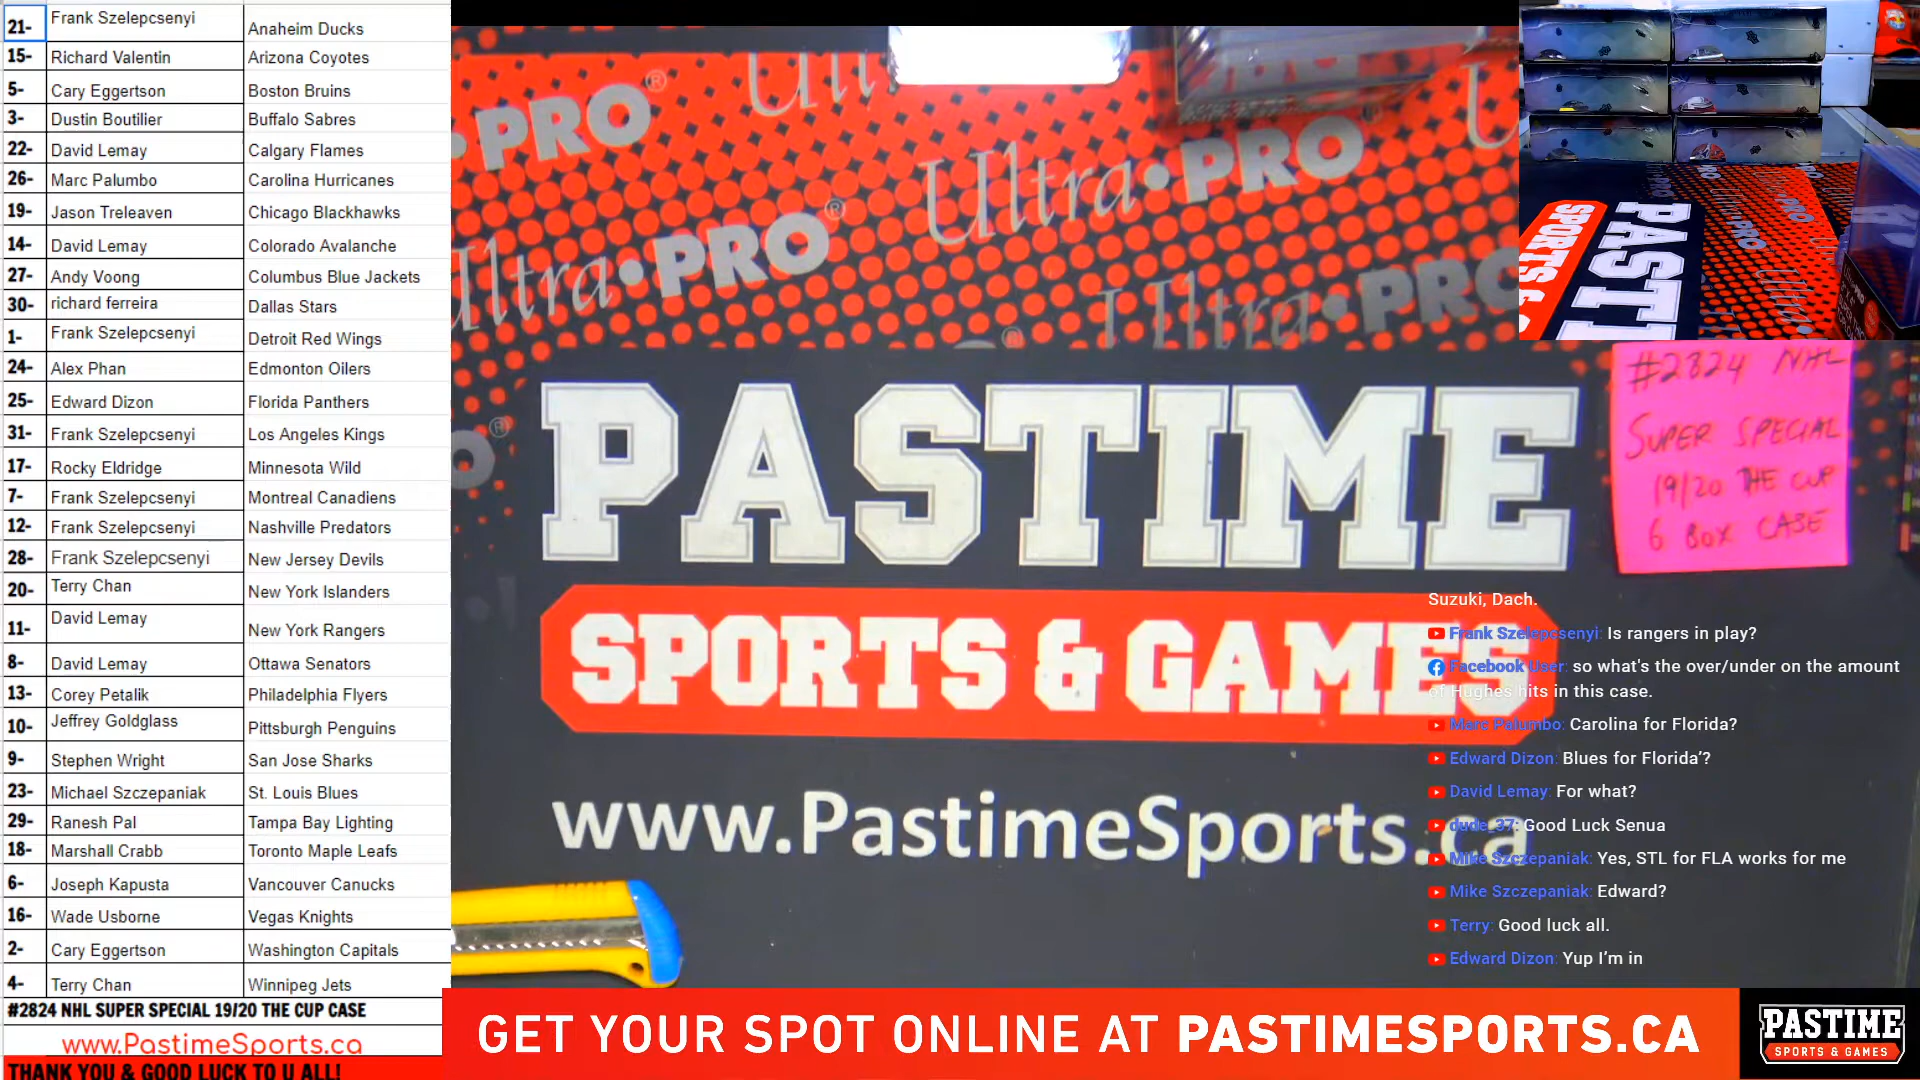 21- Frank Szelepcsenyi Anaheim Ducks
15- Richard Valentin Arizona Coyotes
5- Cary Eggertson Boston Bruins
3- Dustin Boutilier Buffalo Sabres
22- David Lemay Calgary Flames
26- Marc Palumbo Carolina Hurricanes
19- Jason Treleaven Chicago Blackhawks
14- David Lemay Colorado Avalanche
27- Andy Voong Columbus Blue Jackets
30- richard ferreira Dallas Stars
1- Frank Szelepcsenyi Detroit Red Wings
24- Alex Phan Edmonton Oilers
25- Edward Dizon Florida Panthers
31- Frank Szelepcsenyi Los Angeles Kings
17- Rocky Eldridge Minnesota Wild
7- Frank Szelepcsenyi Montreal Canadiens
12- Frank Szelepcsenyi Nashville Predators
28- Frank Szelepcsenyi New Jersey Devils
20- Terry Chan New York Islanders
11- David Lemay New York Rangers
8- David Lemay Ottawa Senators
13- Corey Petalik Philadelphia Flyers
10- Jeffrey Goldglass Pittsburgh Penguins
9- Stephen Wright San Jose Sharks
23- Michael Szczepaniak St. Louis Blues
29- Ranesh Pal Tampa Bay Lighting
18- Marshall Crabb Toronto Maple Leafs
6- Joseph Kapusta Vancouver Canucks
16- Wade Usborne Vegas Knights
2- Cary Eggertson Washington Capitals
4- Terry Chan Winnipeg Jets
#2824 NHL SUPER SPECIAL 19/20 THE CUP CASE
www.PastimeSports.ca
THANK YOU & GOOD LUCK TO U ALL!
PRO®
Ultra•PRO
Ultra•PRO®
Ultra•PRO
PASTIME
SPORTS & GAMES
www.PastimeSports.ca
PASTI
SPORTS &
#2824 NHL
SUPER SPECIAL
19/20 THE CUP
6 BOX CASE
Suzuki, Dach.
Frank Szelepcsenyi: Is rangers in play?
Facebook User: so what's the over/under on the amount
of Hughes hits in this case.
Marc Palumbo: Carolina for Florida?
Edward Dizon: Blues for Florida'?
David Lemay: For what?
dude_37: Good Luck Senua
Mike Szczepaniak: Yes, STL for FLA works for me
Mike Szczepaniak: Edward?
Terry: Good luck all.
Edward Dizon: Yup I'm in
GET YOUR SPOT ONLINE AT PASTIMESPORTS.CA
PASTIME
SPORTS & GAMES